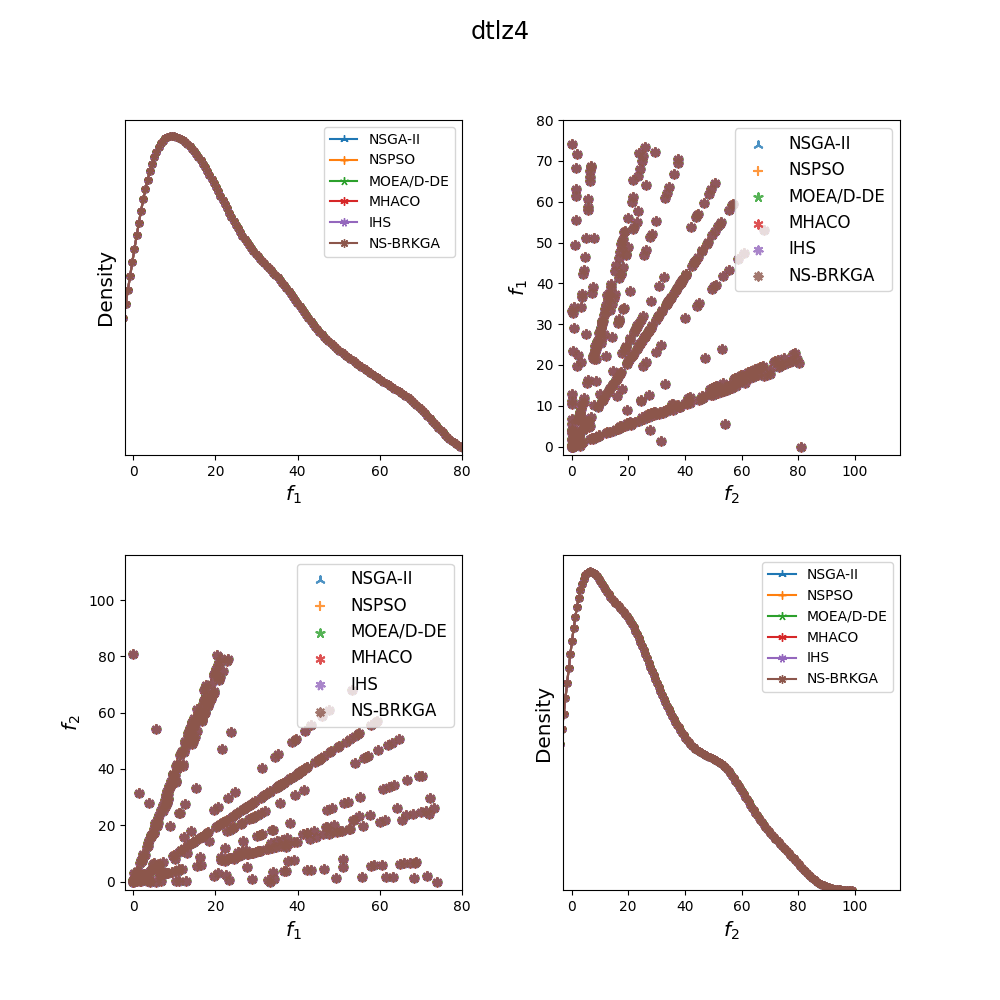 dtlz4
Density
NSGA-II
NSPSO
MOEA/D-DE
MHACO
IHS
NS-BRKGA
0 20 40 60 80
f1
f1
80
70
60
50
40
30
20
10
0
NSGA-II
NSPSO
MOEA/D-DE
MHACO
IHS
NS-BRKGA
0 20 40 60 80 100
f2
f2
100
80
60
40
20
0
NSGA-II
NSPSO
MOEA/D-DE
MHACO
IHS
NS-BRKGA
0 20 40 60 80
f1
Density
NSGA-II
NSPSO
MOEA/D-DE
MHACO
IHS
NS-BRKGA
0 20 40 60 80 100
f2